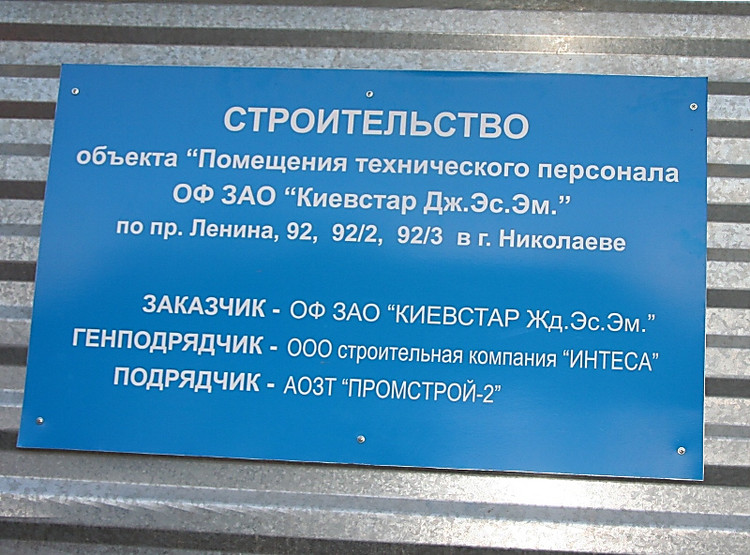 СТРОИТЕЛЬСТВО
объекта “Помещения технического персонала
ОФ ЗАО “Киевстар Дж.Эс.Эм.”
по пр. Ленина, 92, 92/2, 92/3 в г. Николаеве
ЗАКАЗЧИК - ОФ ЗАО “КИЕВСТАР Жд.Эс.Эм.”
ГЕНПОДРЯДЧИК - ООО строительная компания “ИНТЕСА”
ПОДРЯДЧИК - АОЗТ “ПРОМСТРОЙ-2”